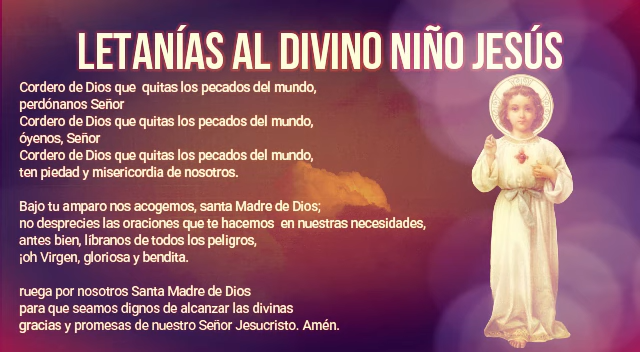 LETANÍAS AL DIVINO NIÑO JESÚS
Cordero de Dios que quitas los pecados del mundo,
perdónanos Señor
Cordero de Dios que quitas los pecados del mundo,
óyenos, Señor
Cordero de Dios que quitas los pecados del mundo,
ten piedad y misericordia de nosotros.
Bajo tu amparo nos acogemos, santa Madre de Dios;
no desprecies las oraciones que te hacemos en nuestras necesidades,
antes bien, líbranos de todos los peligros,
¡oh Virgen, gloriosa y bendita.
ruega por nosotros Santa Madre de Dios
para que seamos dignos de alcanzar las divinas
gracias y promesas de nuestro Señor Jesucristo. Amén.